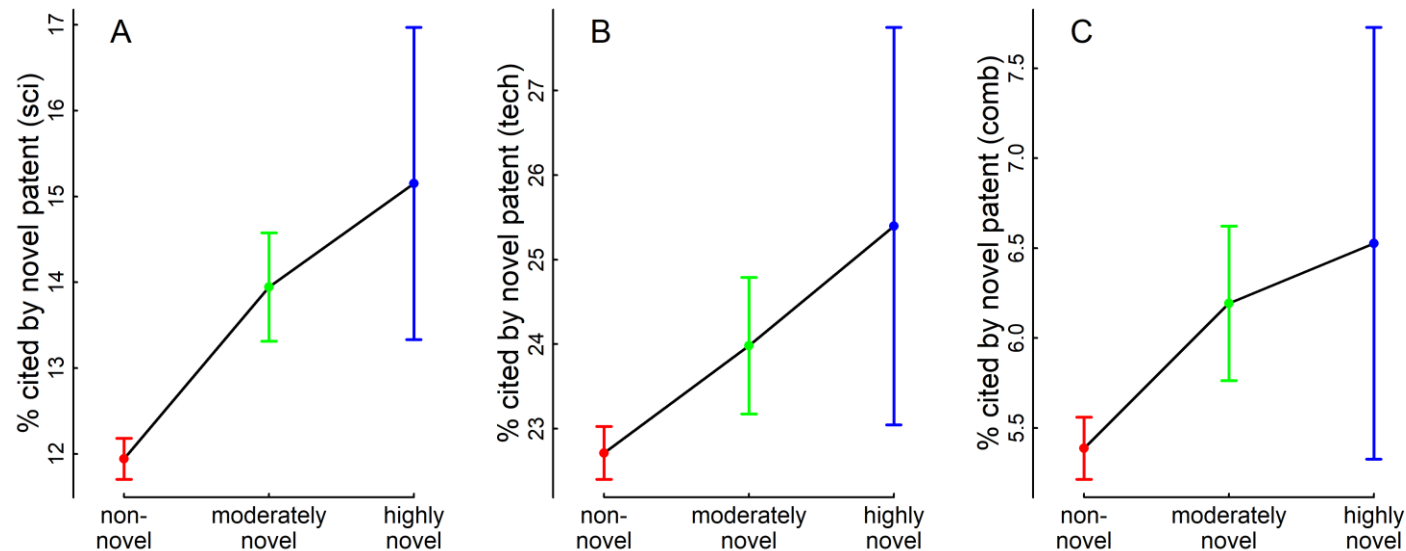 A
% cited by novel patent (sci)
17
16
15
14
13
12
non-
novel
moderately
novel
highly
novel
B
% cited by novel patent (tech)
27
26
25
24
23
non-
novel
moderately
novel
highly
novel
C
% cited by novel patent (comb)
7.5
7.0
6.5
6.0
5.5
non-
novel
moderately
novel
highly
novel